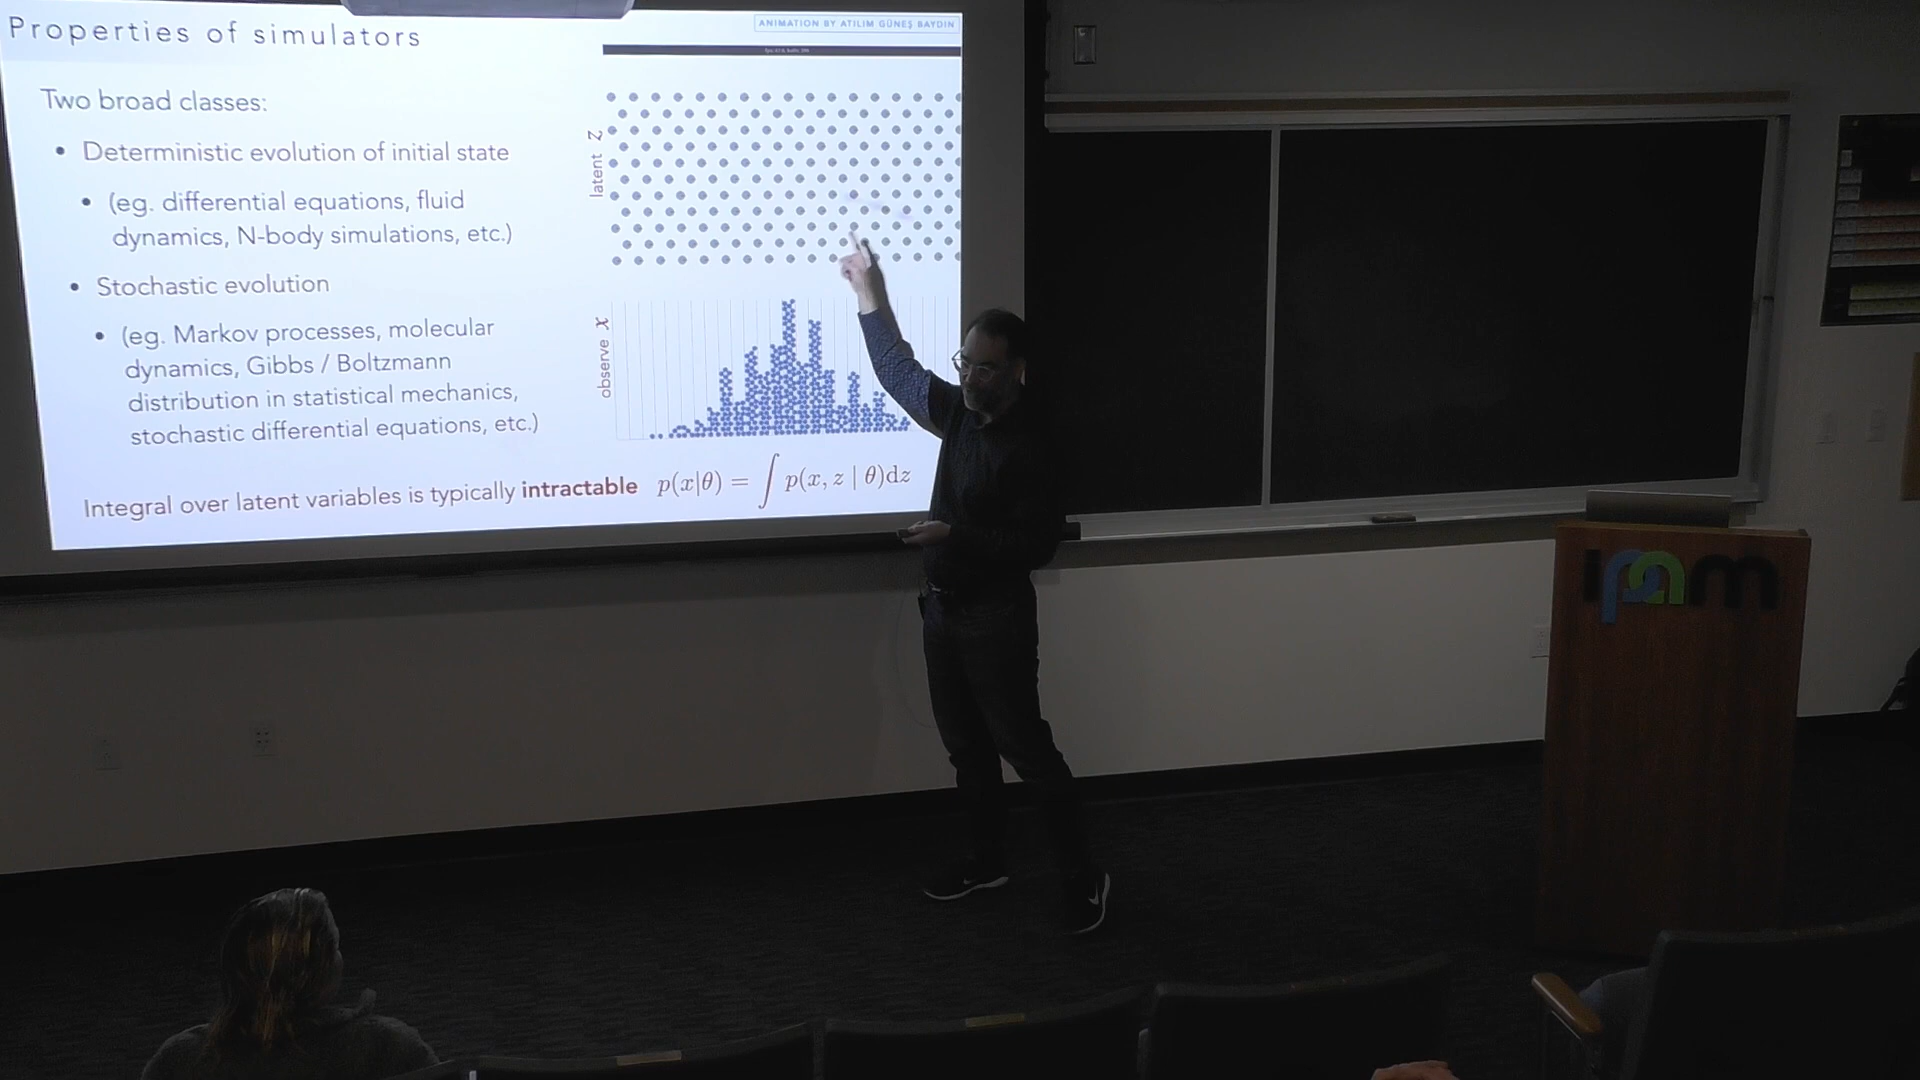 Properties of simulators
ANIMATION BY ATILIM GÜNEŞ BAYDIN
Two broad classes:
• Deterministic evolution of initial state
• (eg. differential equations, fluid
dynamics, N-body simulations, etc.)
• Stochastic evolution
• (eg. Markov processes, molecular
dynamics, Gibbs / Boltzmann
distribution in statistical mechanics,
stochastic differential equations, etc.)
latent z
observe x
Integral over latent variables is typically intractable p(x|θ) = ∫ p(x, z | θ)dz
ipam